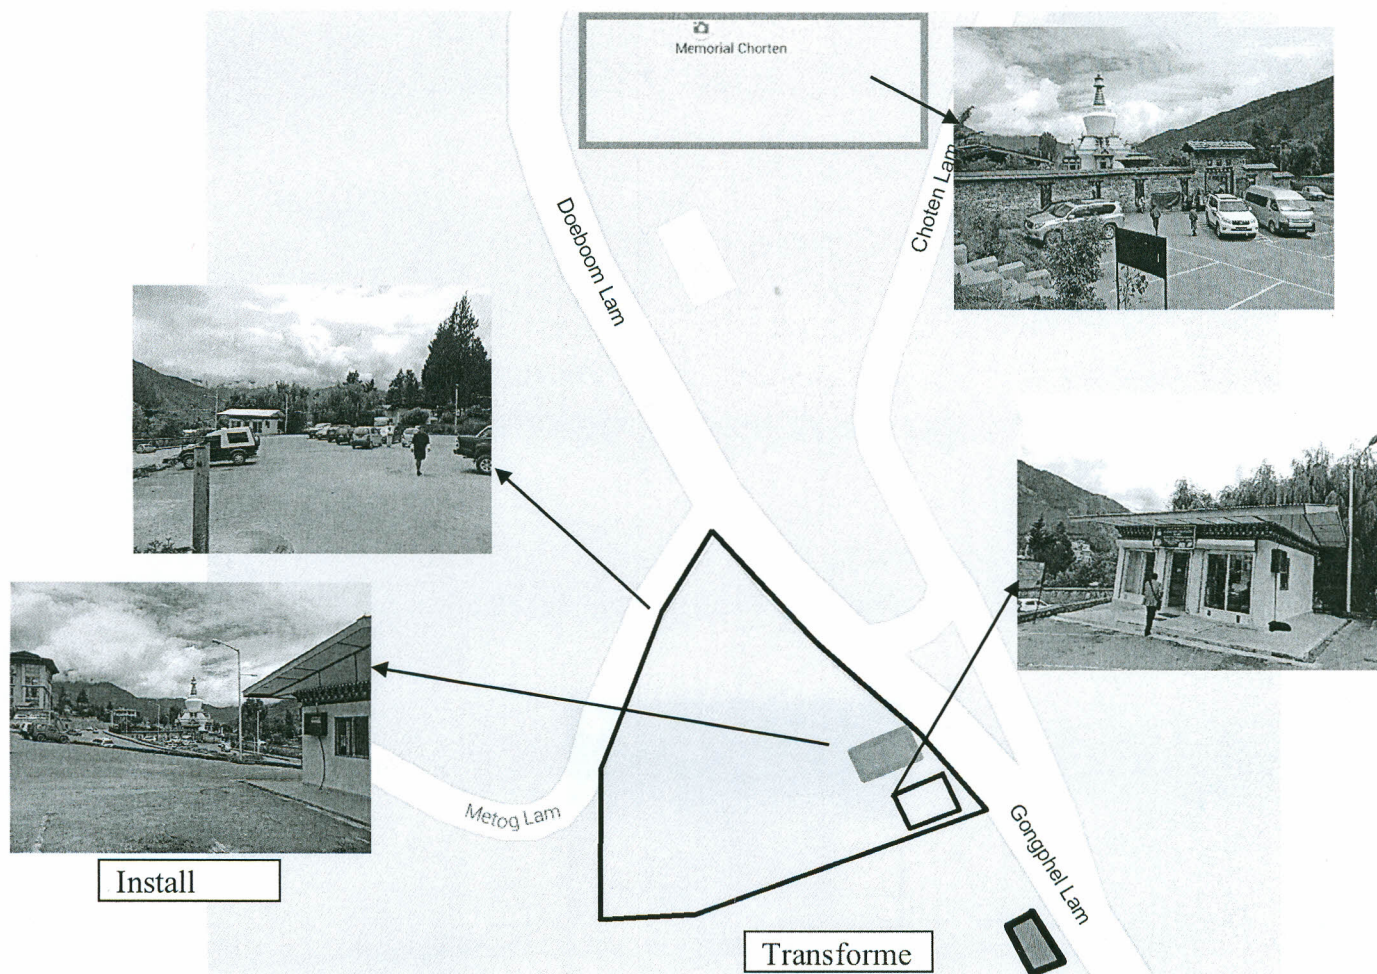 Memorial Chorten
Doeboom Lam
Choten Lam
Metog Lam
Gongphel Lam
Install
Transforme